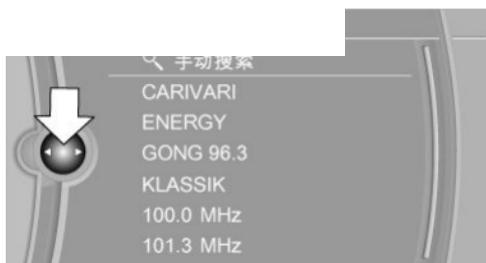 手动搜索
CARIVARI
ENERGY
GONG 96.3
KLASSIK
100.0 MHz
101.3 MHz